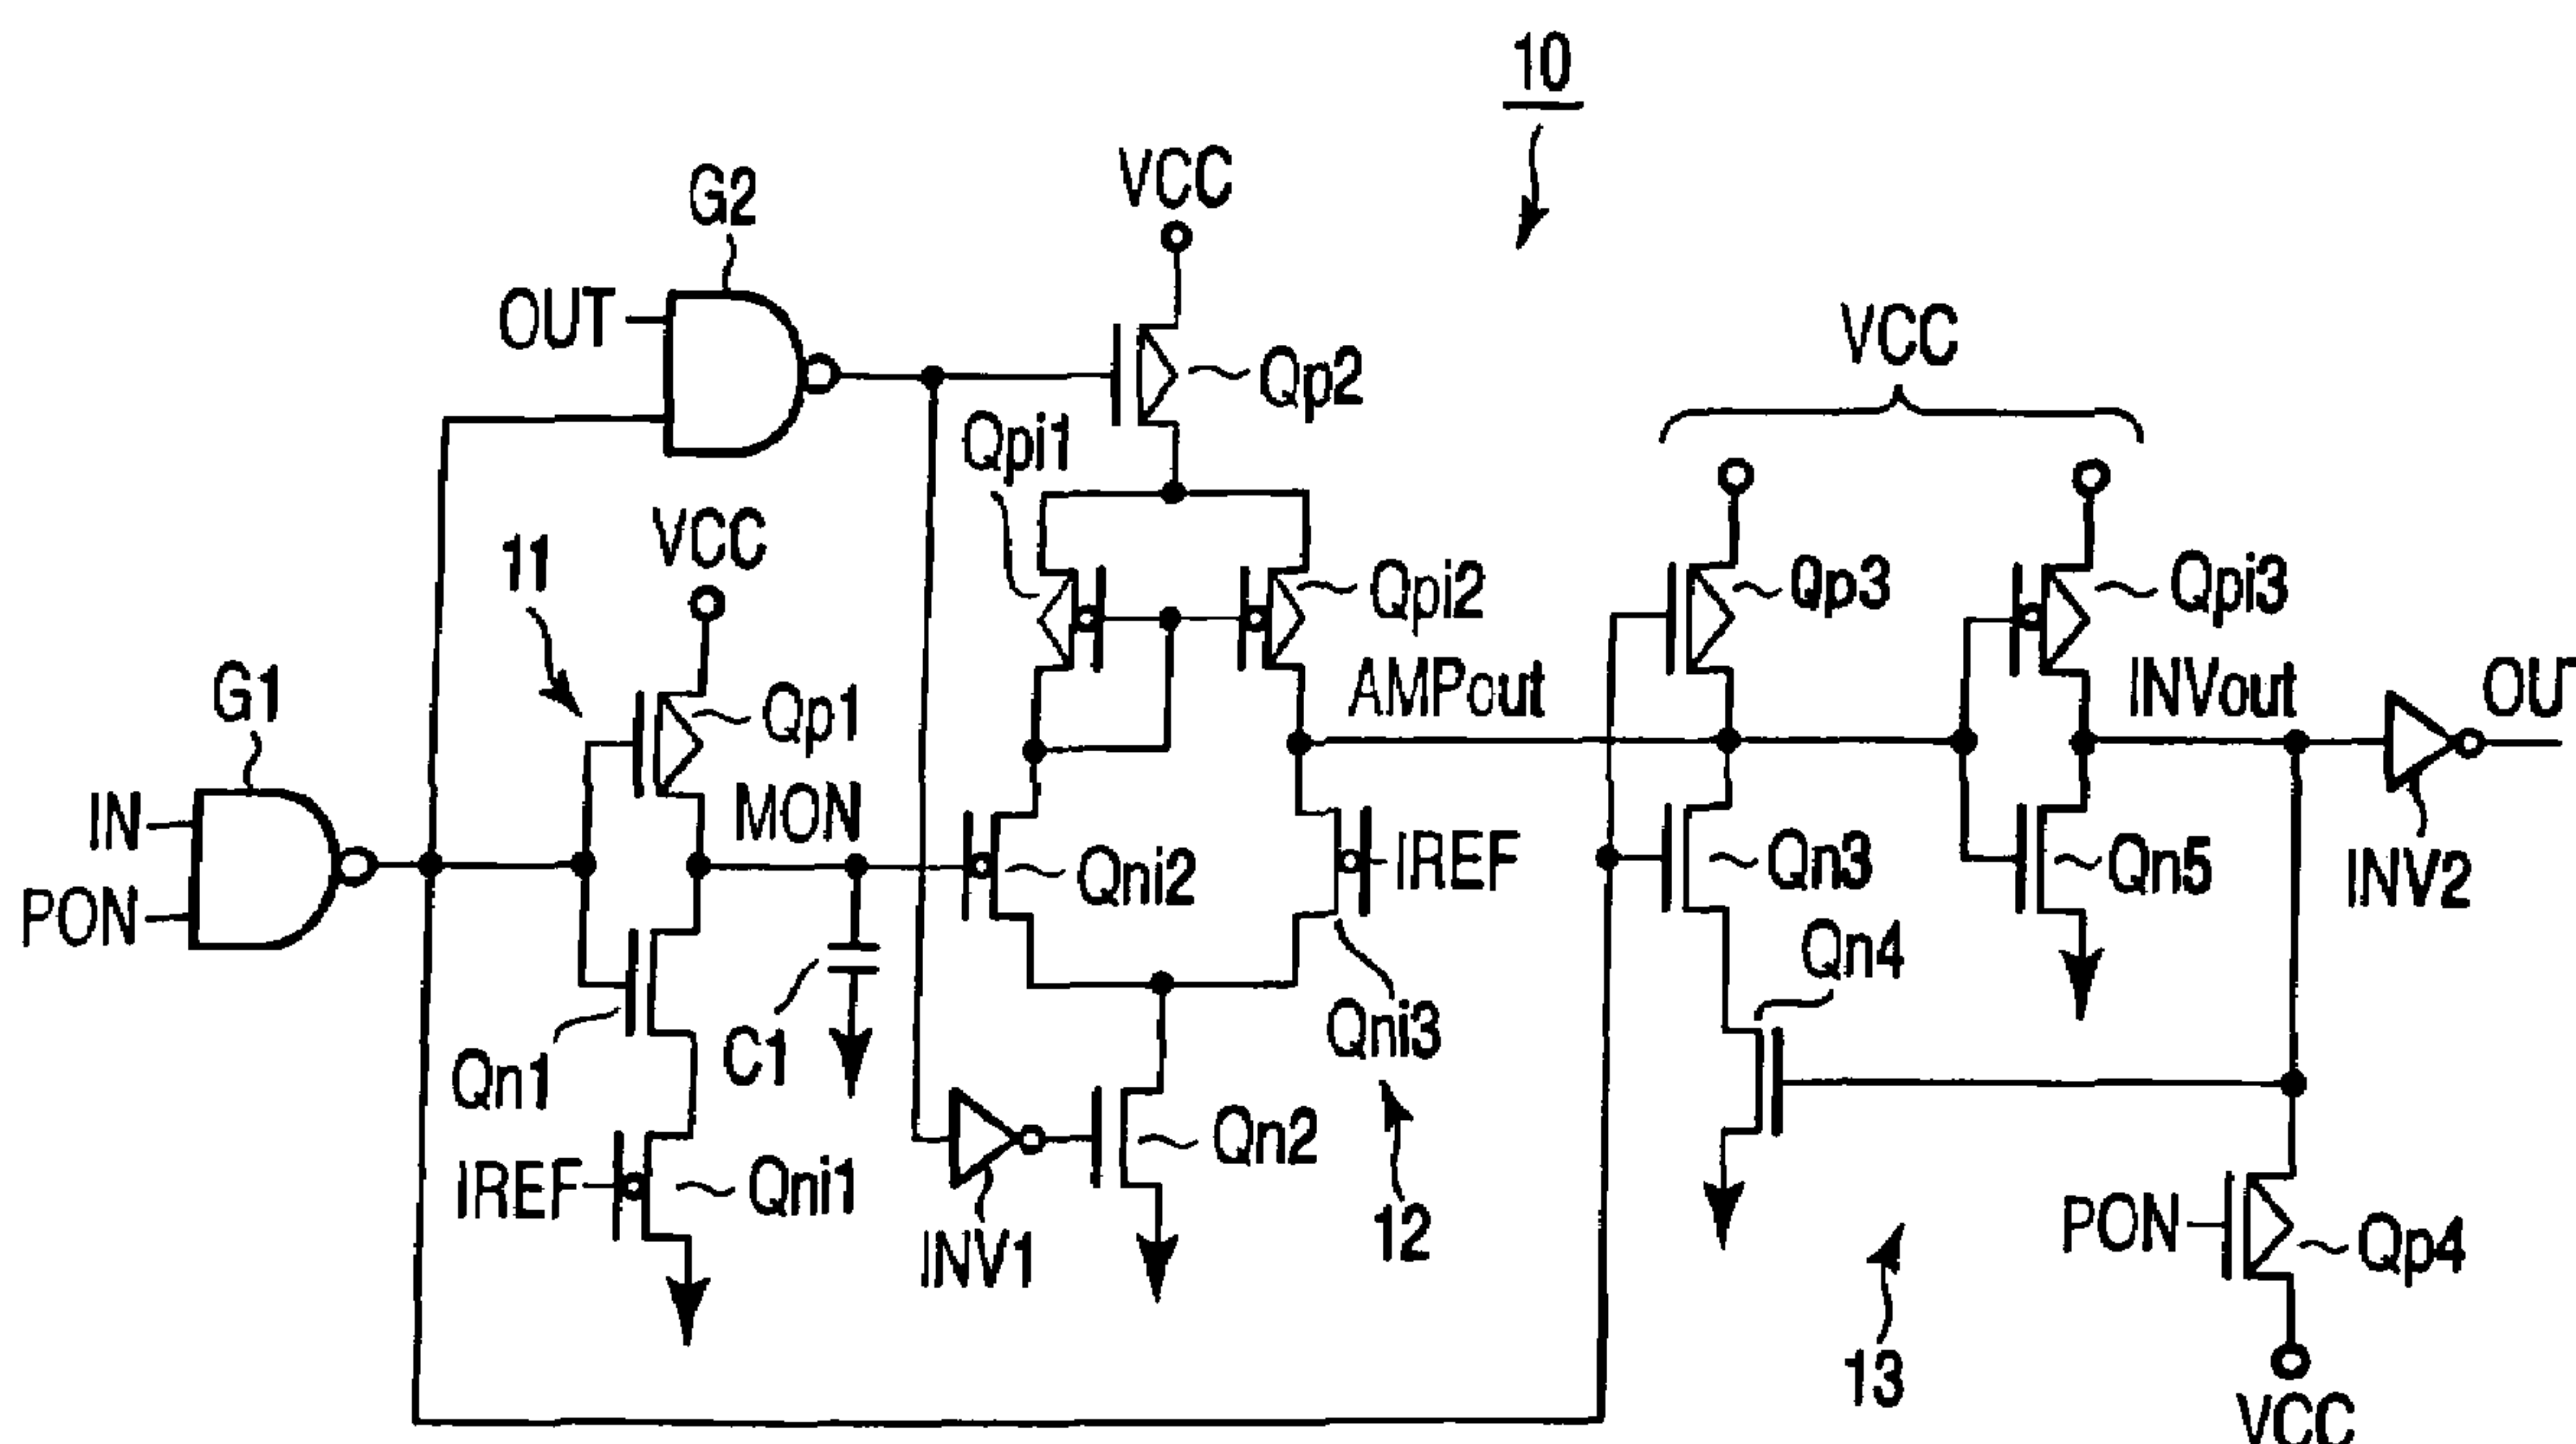 10
G2
VCC
OUT
Qp2
VCC
Qpi1
11
VCC
Qpi2
Qp3
Qpi3
G1
Qp1
AMPout
INVout
OUT
IN
MON
PON
Qni2
IREF
Qn3
Qn5
INV2
Qn1
C1
Qni3
Qn4
IREF
Qni1
INV1
Qn2
12
PON
Qp4
13
VCC